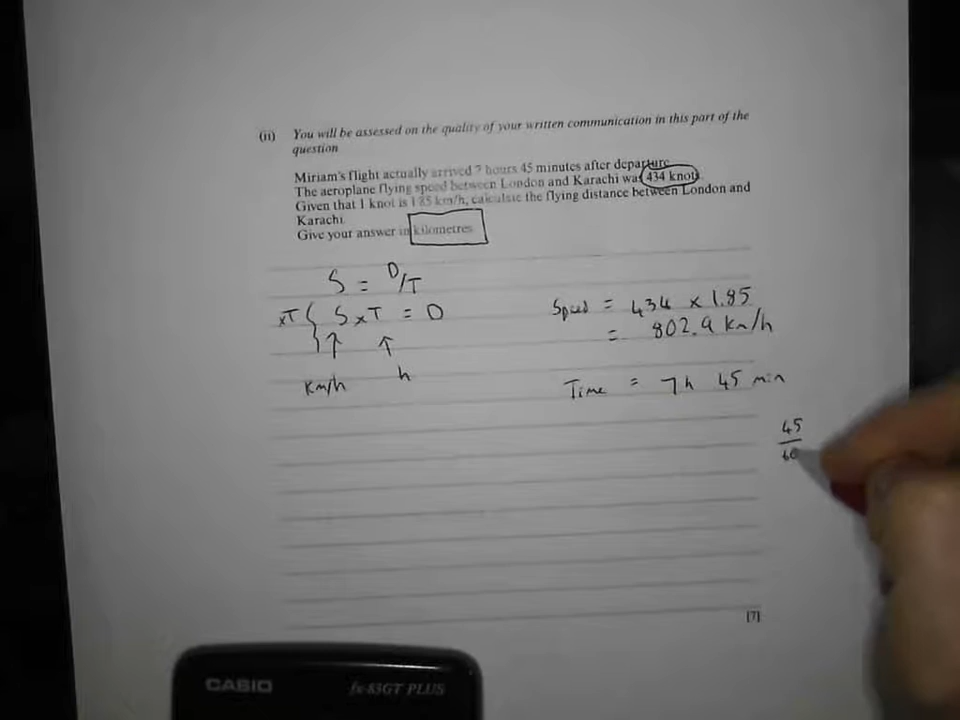 (ii) You will be assessed on the quality of your written communication in this part of the
question
Miriam's flight actually arrived 7 hours 45 minutes after departure
The aeroplane flying speed between London and Karachi was 434 knots.
Given that 1 knot is 1.85 km/h, calculate the flying distance between London and
Karachi
Give your answer in kilometres
S = D/T
xT S x T = D
Km/h h
Speed = 434 x 1.85
= 802.9 km/h
Time = 7h 45 min
45
60
[7]
CASIO fx-83GT PLUS